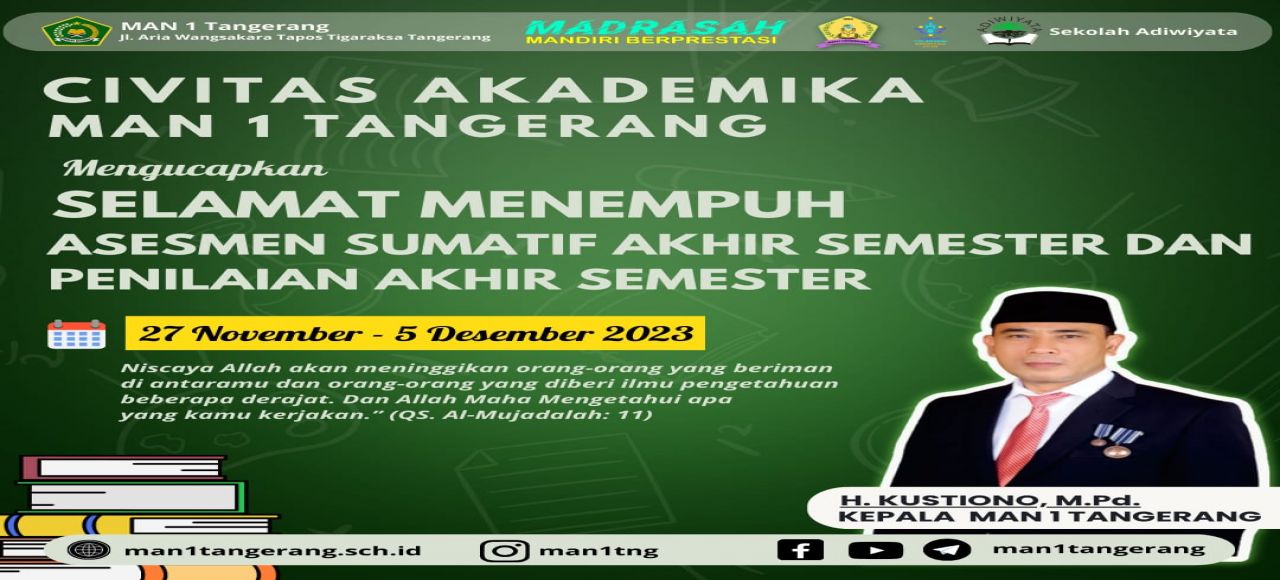 MAN 1 Tangerang
Jl. Aria Wangsakara Tapos Tigaraksa Tangerang
MADRASAH
MANDIRI BERPRESTASI
ADIWIYATA
Sekolah Adiwiyata
CIVITAS AKADEMIKA
MAN 1 TANGERANG
Mengucapkan
SELAMAT MENEMPUH
ASESMEN SUMATIF AKHIR SEMESTER DAN
PENILAIAN AKHIR SEMESTER
27 November - 5 Desember 2023
Niscaya Allah akan meninggikan orang-orang yang beriman
di antaramu dan orang-orang yang diberi ilmu pengetahuan
beberapa derajat. Dan Allah Maha Mengetahui apa
yang kamu kerjakan.” (QS. Al-Mujadalah: 11)
H. KUSTIONO, M.Pd.
KEPALA MAN 1 TANGERANG
man1tangerang.sch.id
man1tng
man1tangerang